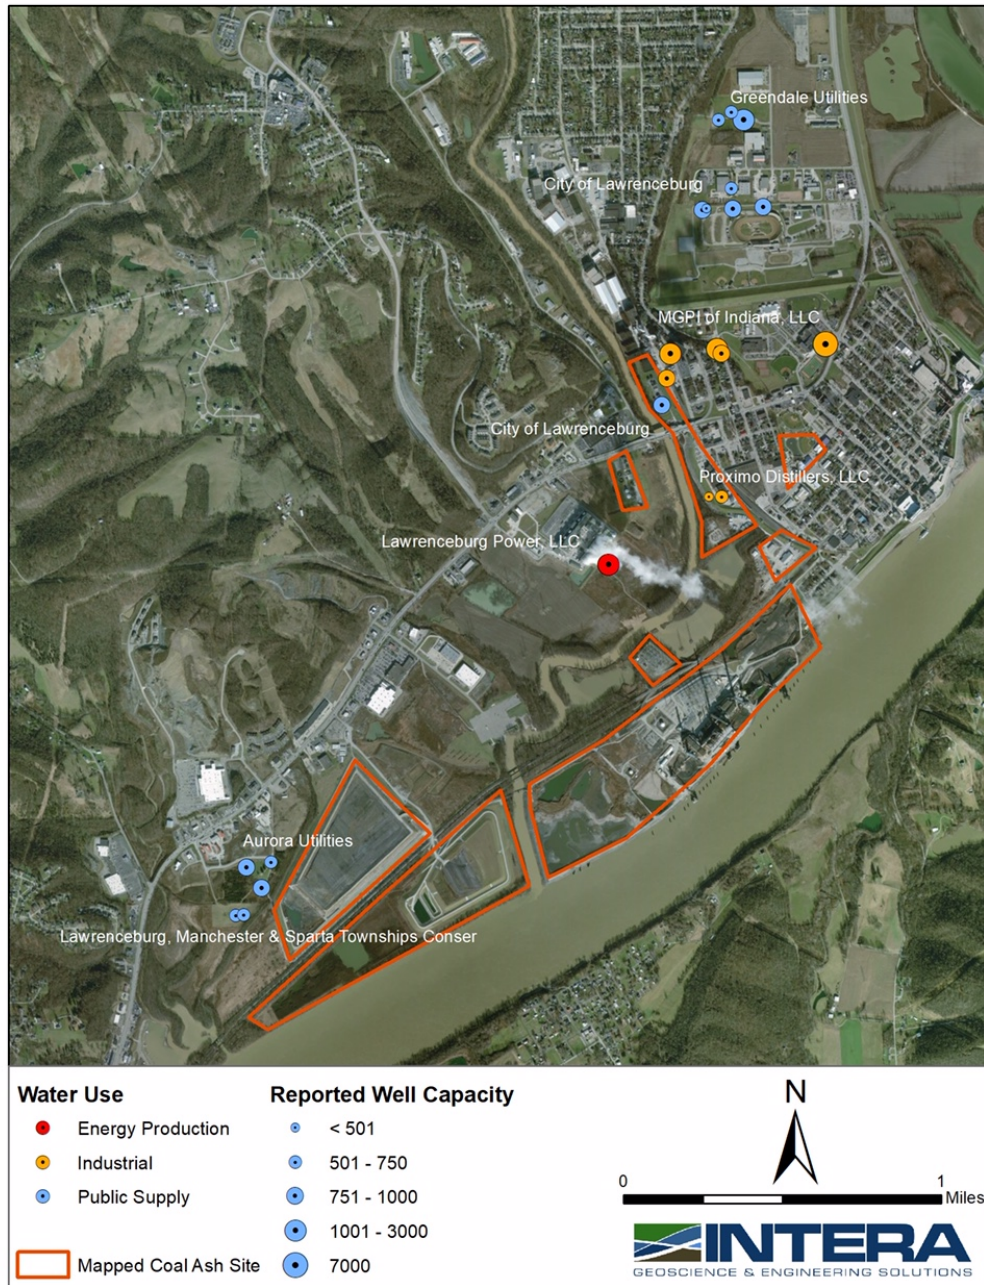 Greendale Utilities
City of Lawrenceburg
MGPI of Indiana, LLC
City of Lawrenceburg
Proximo Distillers, LLC
Lawrenceburg Power, LLC
Aurora Utilities
Lawrenceburg, Manchester & Sparta Townships Conser
Water Use
Energy Production
Industrial
Public Supply
Mapped Coal Ash Site
Reported Well Capacity
< 501
501 - 750
751 - 1000
1001 - 3000
7000
N
0 1
Miles
INTERA
GEOSCIENCE & ENGINEERING SOLUTIONS